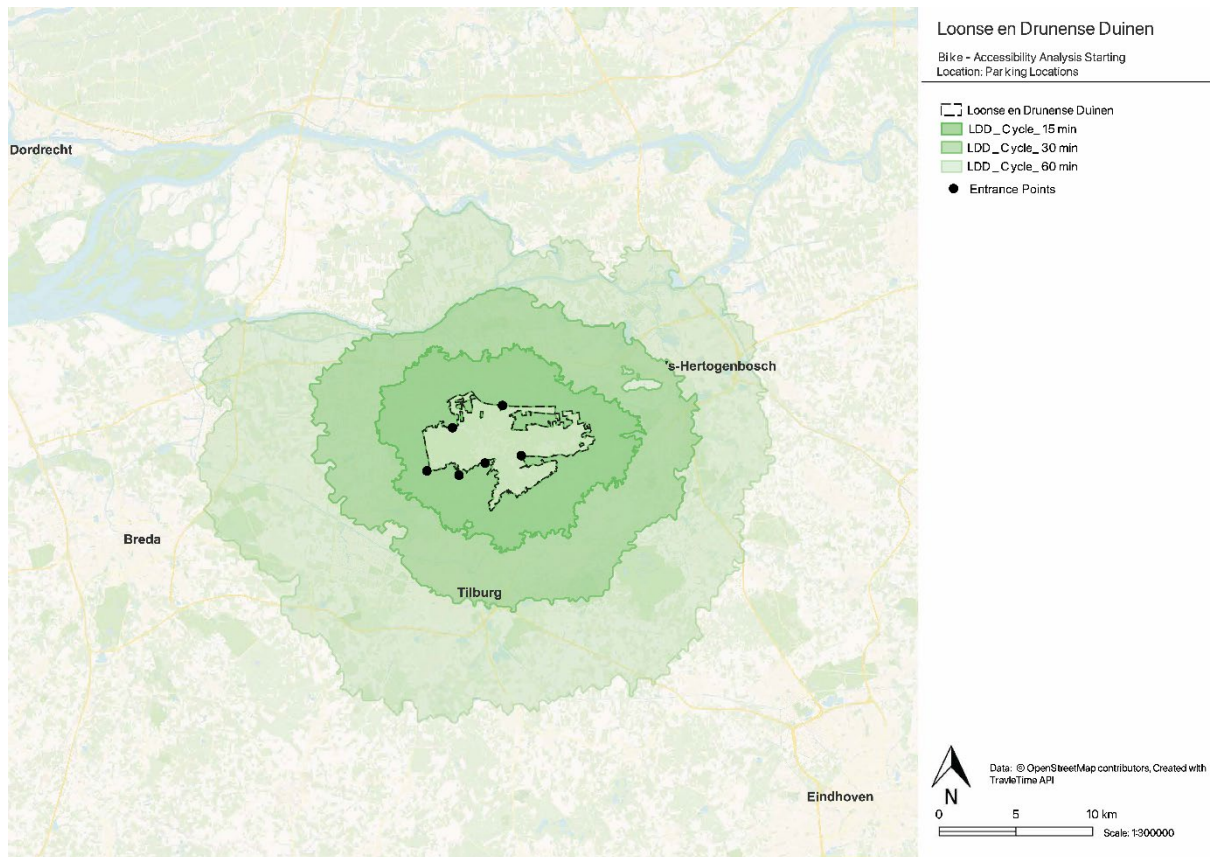 Loonse en Drunense Duinen
Bike - Accessibility Analysis Starting
Location: Parking Locations
Loonse en Drunense Duinen
LDD_Cycle_15 min
LDD_Cycle_30 min
LDD_Cycle_60 min
Entrance Points
Dordrecht
's-Hertogenbosch
Breda
Tilburg
Eindhoven
N
Data: © OpenStreetMap contributors, Created with
TravleTime API
0 5 10 km
Scale: 1:300000